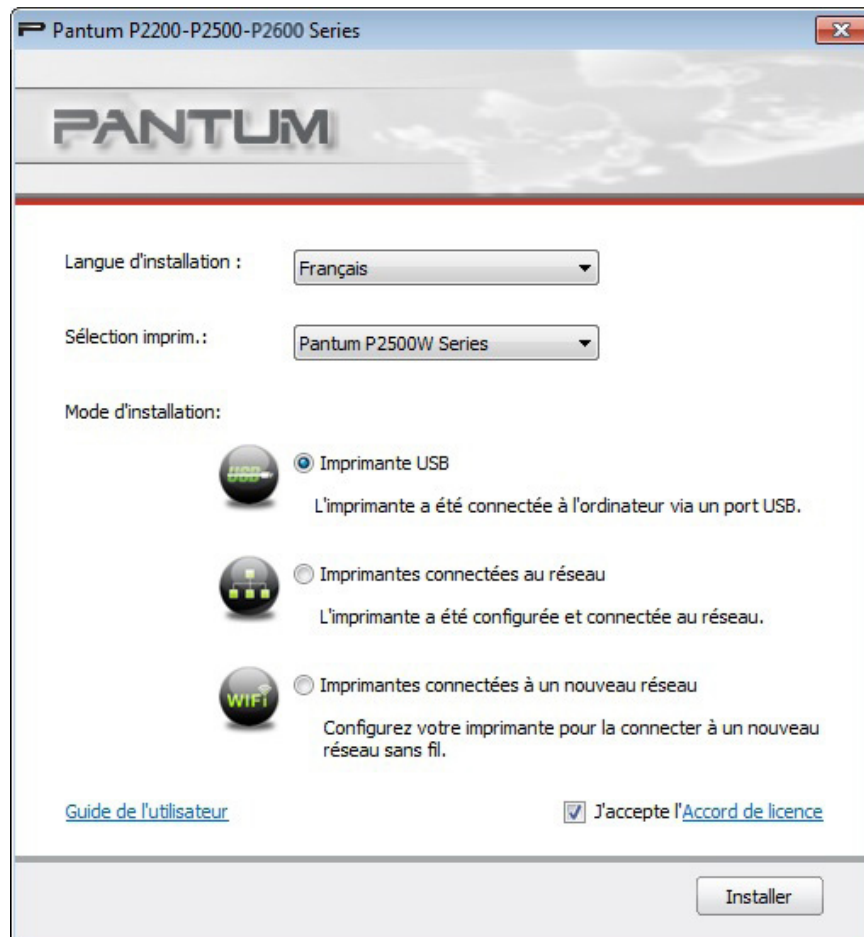 Pantum P2200-P2500-P2600 Series
PANTUM
Langue d'installation :
Français
Sélection imprim.:
Pantum P2500W Series
Mode d'installation:
USB
Imprimante USB
L'imprimante a été connectée à l'ordinateur via un port USB.
Imprimantes connectées au réseau
L'imprimante a été configurée et connectée au réseau.
WIFI
Imprimantes connectées à un nouveau réseau
Configurez votre imprimante pour la connecter à un nouveau
réseau sans fil.
Guide de l'utilisateur
J'accepte l'Accord de licence
Installer